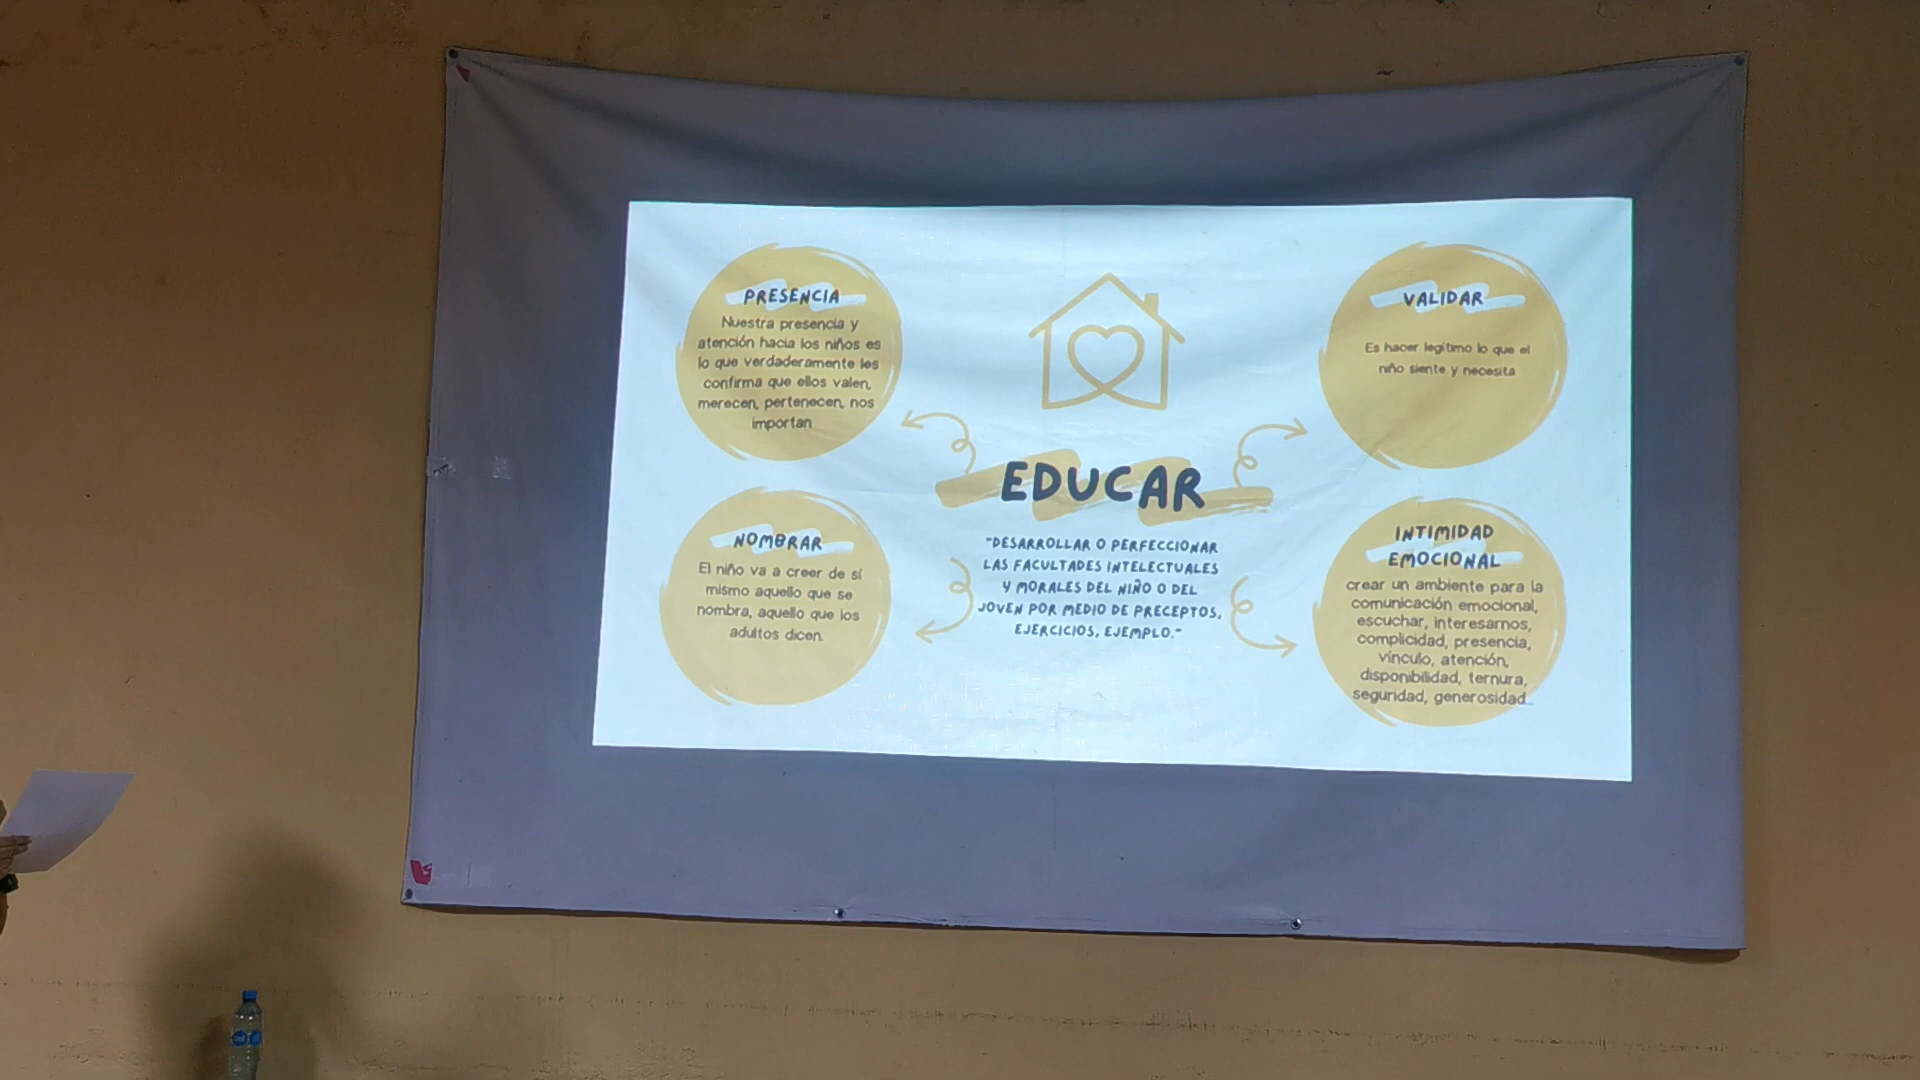 PRESENCIA
Nuestra presencia y
atención hacia los niños es
lo que verdaderamente les
confirma que ellos valen,
merecen, pertenecen, nos
importan
VALIDAR
Es hacer legítimo lo que el
niño siente y necesita
EDUCAR
"DESARROLLAR O PERFECCIONAR
LAS FACULTADES INTELECTUALES
Y MORALES DEL NIÑO O DEL
JOVEN POR MEDIO DE PRECEPTOS,
EJERCICIOS, EJEMPLO."
NOMBRAR
El niño va a creer de sí
mismo aquello que se
nombra, aquello que los
adultos dicen.
INTIMIDAD
EMOCIONAL
crear un ambiente para la
comunicación emocional,
escuchar, interesarnos,
complicidad, presencia,
vínculo, atención,
disponibilidad, ternura,
seguridad, generosidad...